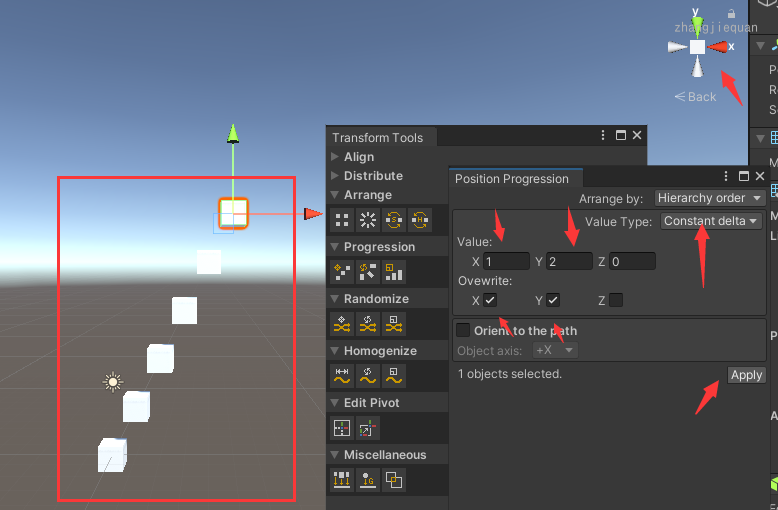 y
zhangjiequan
x
Back
Transform Tools
Align
Distribute
Arrange
Progression
Randomize
Homogenize
Edit Pivot
Miscellaneous
Position Progression
Arrange by: Hierarchy order
Value Type: Constant delta
Value:
X 1 Y 2 Z 0
Ovewrite:
X Y Z
Orient to the path
Object axis: +X
1 objects selected.
Apply